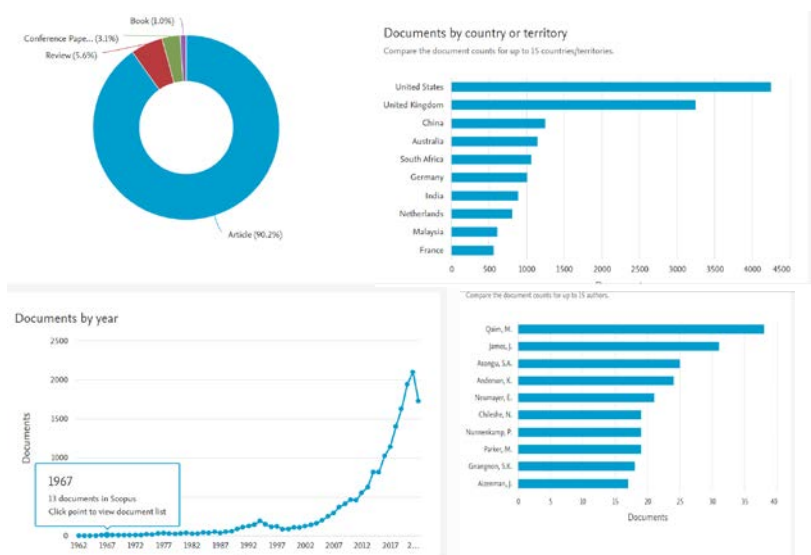 Book (1.0%)
Conference Pape... (3.1%)
Review (5.6%)
Article (90.2%)
Documents by country or territory
Compare the document counts for up to 15 countries/territories.
United States
United Kingdom
China
Australia
South Africa
Germany
India
Netherlands
Malaysia
France
0 500 1000 1500 2000 2500 3000 3500 4000 4500
Documents by year
2500
2000
1500
1000
500
0
Documents
1967
13 documents in Scopus
Click point to view document list
1962 1967 1972 1977 1982 1987 1992 1997 2002 2007 2012 2017 2...
Compare the document counts for up to 15 authors.
Qaim, M.
James, J.
Asongu, S.A.
Anderson, K.
Neumayer, E.
Chileshe, N.
Nunnenkamp, P.
Parker, M.
Gnangnon, S.K.
0 5 10 15 20 25 30 35 40
Documents